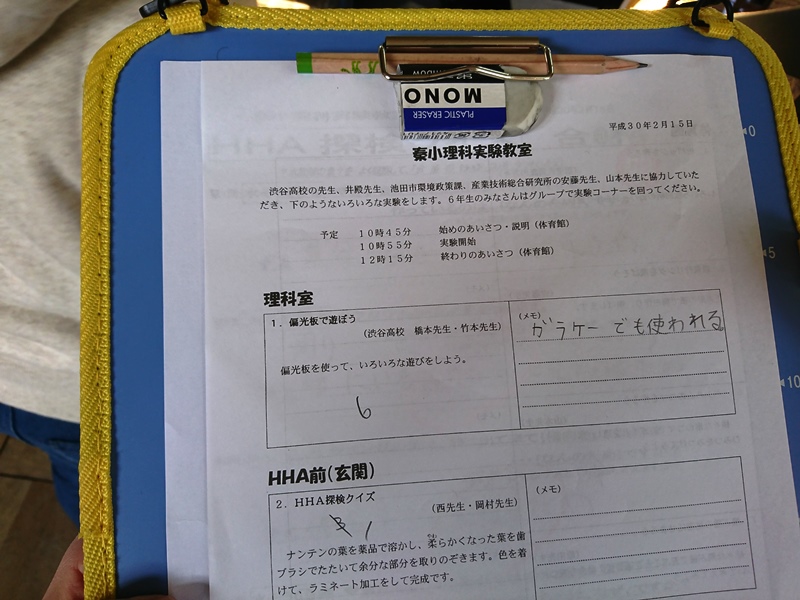 MONO
PLASTIC ERASER
平成30年2月15日
秦小理科実験教室
渋谷高校の先生、井殿先生、池田市環境政策課、産業技術総合研究所の安藤先生、山本先生に協力していた
だき、下のようないろいろな実験をします。6年生のみなさんはグループで実験コーナーを回ってください。
予定 10時45分 始めのあいさつ・説明(体育館)
10時55分 実験開始
12時15分 終わりのあいさつ(体育館)
理科室
1.偏光板で遊ぼう
(渋谷高校 橋本先生・竹本先生)
偏光板を使って、いろいろな遊びをしよう。
6
(メモ)
ガラケーでも使われる
HHA前(玄関)
2.HHA探検クイズ
(西先生・岡村先生)
3 1
ナンテンの葉を薬品で溶かし、柔らかくなった葉を歯
ブラシでたたいて余分な部分を取りのぞきます。色を着
けて、ラミネート加工をして完成です。
(メモ)
0
5
10